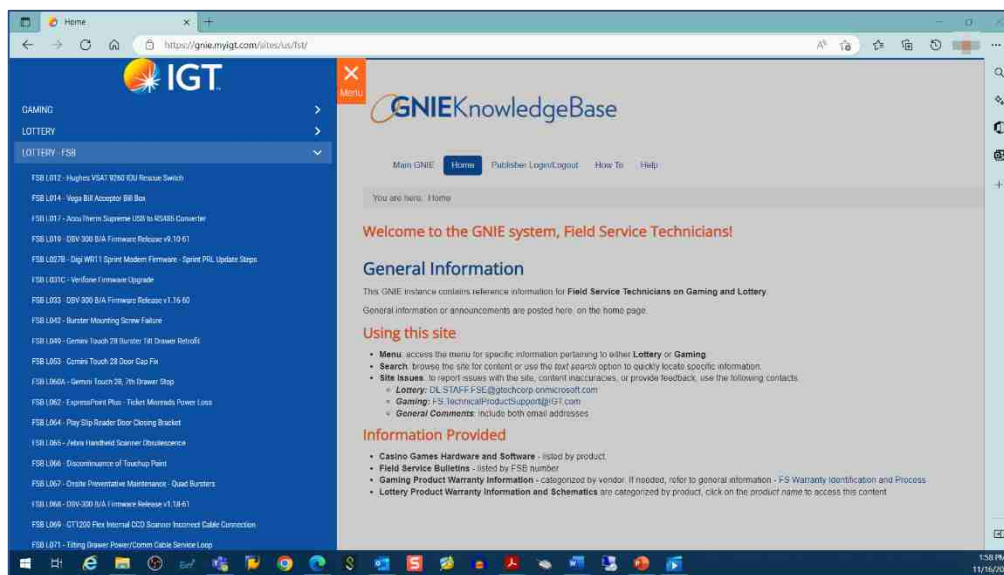 Home
https://gnie.myigt.com/sites/us/fst/
IGT
Menu
GAMING
LOTTERY
LOTTERY - FSB
FSB L012 - Hughes VSAT 9260 IDU Rescue Switch
FSB L014 - Vega Bill Acceptor Bill Box
FSB L017 - AccuTherm Supreme USB to RS485 Converter
FSB L019 - DBV-300 B/A Firmware Release v9.10-61
FSB L027B - Digi WR11 Sprint Modem Firmware - Sprint PRL Update Steps
FSB L031C - Verifone Firmware Upgrade
FSB L033 - DBV-300 B/A Firmware Release v1.16-60
FSB L042 - Burster Mounting Screw Failure
FSB L049 - Gemini Touch 28 Burster Tilt Drawer Retrofit
FSB L053 - Gemini Touch 28 Door Gap Fix
FSB L060A - Gemini Touch 28, 7th Drawer Stop
FSB L062 - ExpressPoint Plus - Ticket Misreads Power Loss
FSB L064 - Play Slip Reader Door Closing Bracket
FSB L065 - Zebra Handheld Scanner Obsolescence
FSB L066 - Discontinuance of Touchup Paint
FSB L067 - Onsite Preventative Maintenance - Quad Bursters
FSB L068 - DBV-300 B/A Firmware Release v1.18-61
FSB L069 - GT1200 Flex Internal CCD Scanner Incorrect Cable Connection
FSB L071 - Tilting Drawer Power/Comm Cable Service Loop
GNIEKnowledgeBase
Main GNIE Home Publisher Login/Logout How To Help
You are here: Home
Welcome to the GNIE system, Field Service Technicians!
General Information
This GNIE instance contains reference information for Field Service Technicians on Gaming and Lottery.
General information or announcements are posted here, on the home page.
Using this site
• Menu: access the menu for specific information pertaining to either Lottery or Gaming
• Search: browse the site for content or use the text search option to quickly locate specific information.
• Site Issues: to report issues with the site, content inaccuracies, or provide feedback, use the following contacts.
Lottery: DL.STAFF.FSE@gtechcorp.onmicrosoft.com
Gaming: FS.TechnicalProductSupport@IGT.com
General Comments: include both email addresses
Information Provided
• Casino Games Hardware and Software - listed by product
• Field Service Bulletins - listed by FSB number
• Gaming Product Warranty Information - categorized by vendor. If needed, refer to general information - FS Warranty Identification and Process
• Lottery Product Warranty Information and Schematics are categorized by product, click on the product name to access this content
1:58 PM